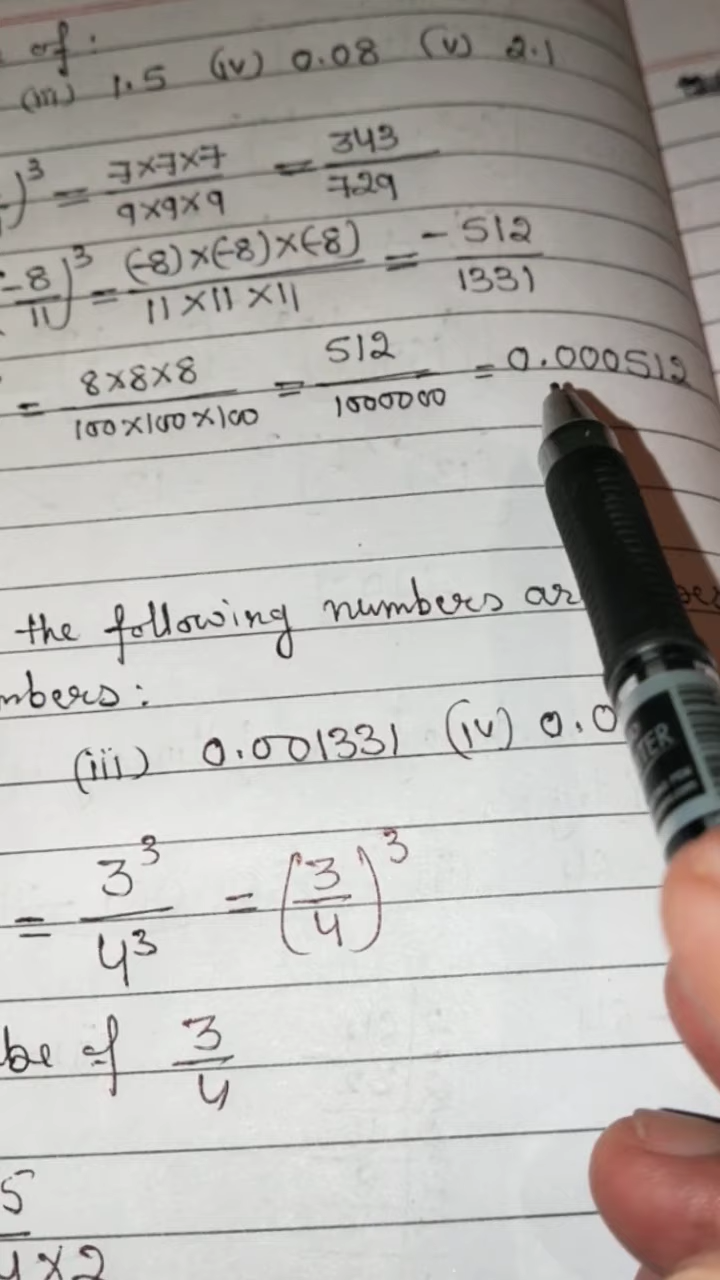 of :
(iii) 1.5 (iv) 0.08 (v) 2.1
)³ = 7×7×7 / 9×9×9 = 343 / 729
(-8 / 11)³ = (-8)×(-8)×(-8) / 11×11×11 = -512 / 1331
= 8×8×8 / 100×100×100 = 512 / 1000000 = 0.000512
the following numbers ar
mbers:
(iii) 0.001331 (iv) 0.0
= 3³ / 4³ = (3 / 4)³
be of 3 / 4
5
4×2